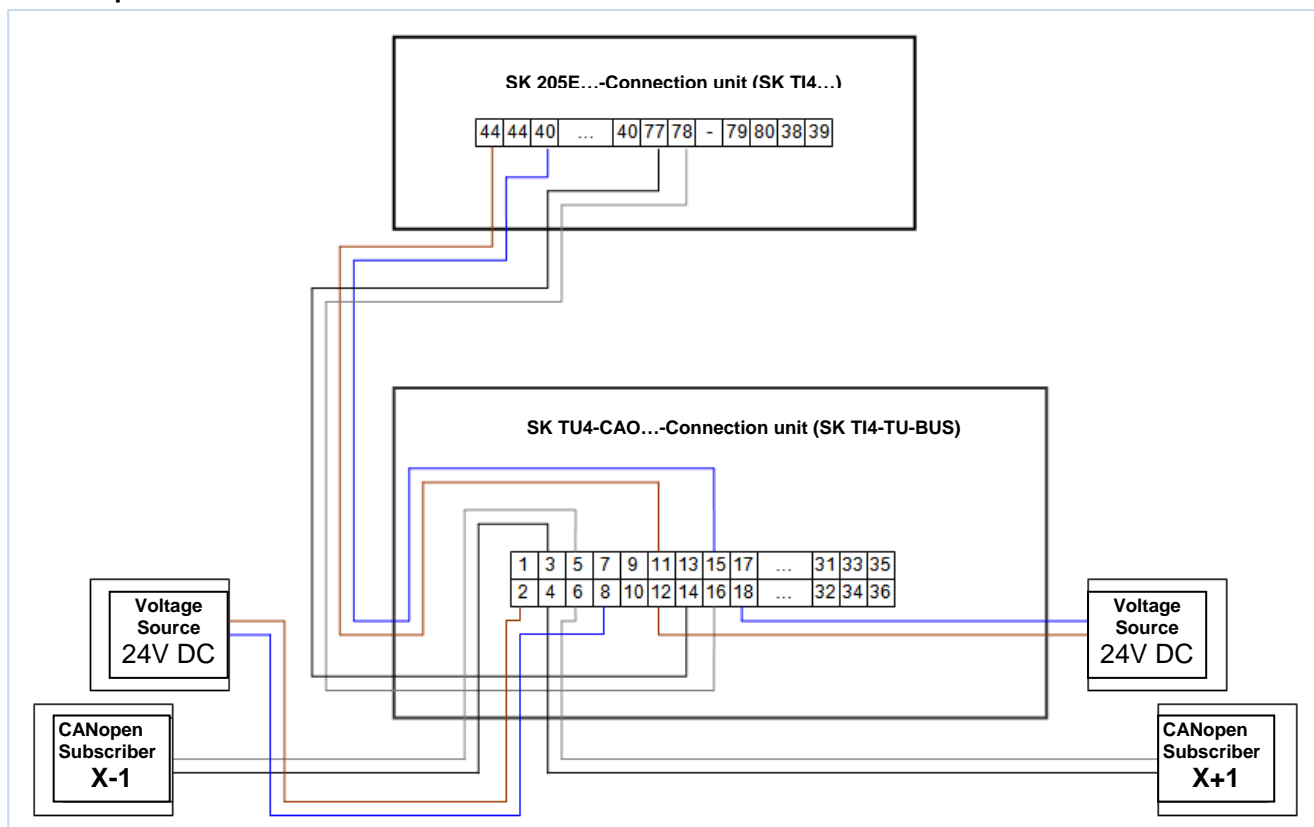 SK 205E…-Connection unit (SK TI4…)
44 44 40 ... 40 77 78 - 79 80 38 39
SK TU4-CAO…-Connection unit (SK TI4-TU-BUS)
1 3 5 7 9 11 13 15 17 ... 31 33 35
2 4 6 8 10 12 14 16 18 ... 32 34 36
Voltage
Source
24V DC
Voltage
Source
24V DC
CANopen
Subscriber
X-1
CANopen
Subscriber
X+1